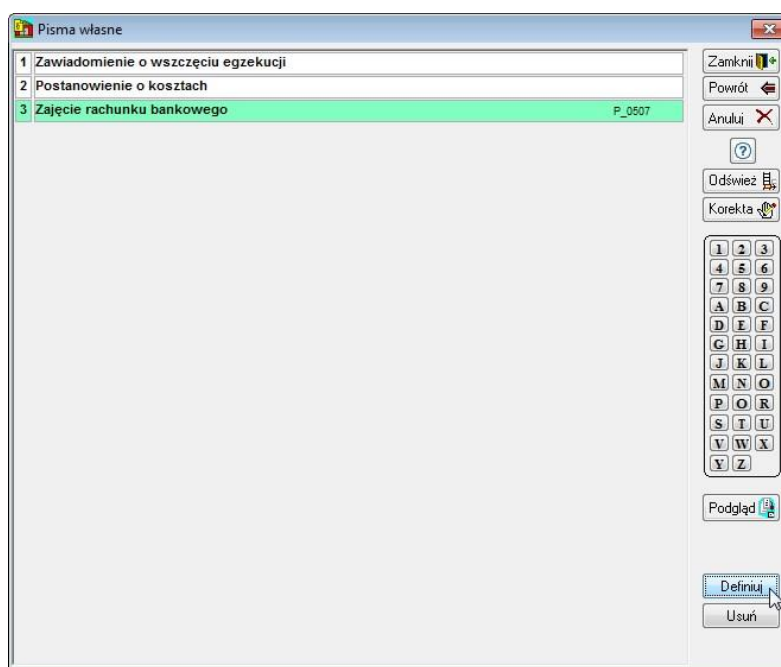 Pisma własne
1 Zawiadomienie o wszczęciu egzekucji
2 Postanowienie o kosztach
3 Zajęcie rachunku bankowego P_0507
Zamknij
Powrót
Anuluj
?
Odśwież
Korekta
1 2 3
4 5 6
7 8 9
A B C
D E F
G H I
J K L
M N O
P O R
S T U
V W X
Y Z
Podgląd
Definiuj
Usuń